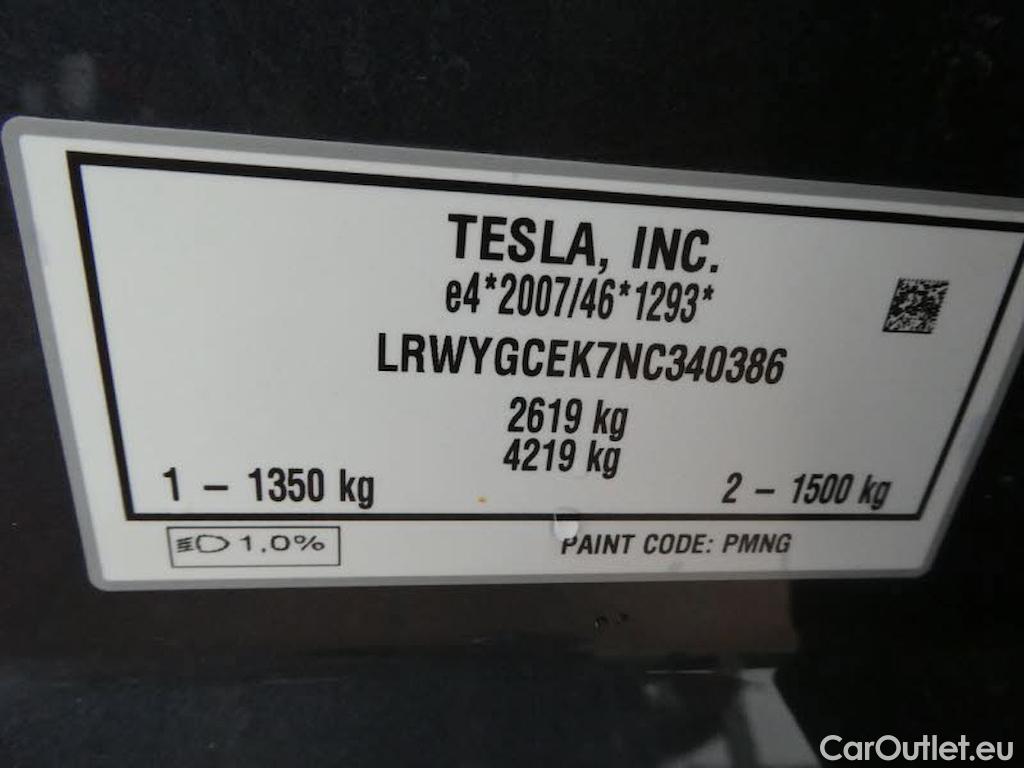 TESLA, INC.
e4*2007/46*1293*
LRWYGCEK7NC340386
2619 kg
4219 kg
1 – 1350 kg 2 – 1500 kg
1.0% PAINT CODE: PMNG
CarOutlet.eu